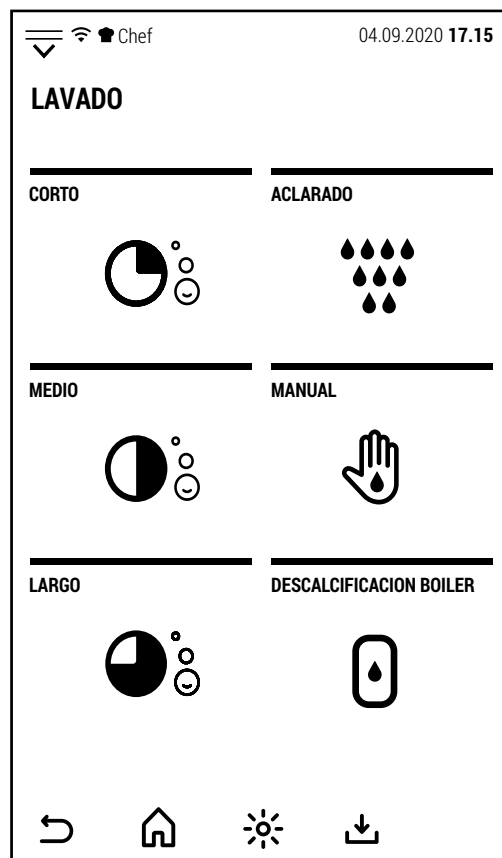 Chef 04.09.2020 17.15
LAVADO
CORTO
ACLARADO
MEDIO
MANUAL
LARGO
DESCALCIFICACION BOILER